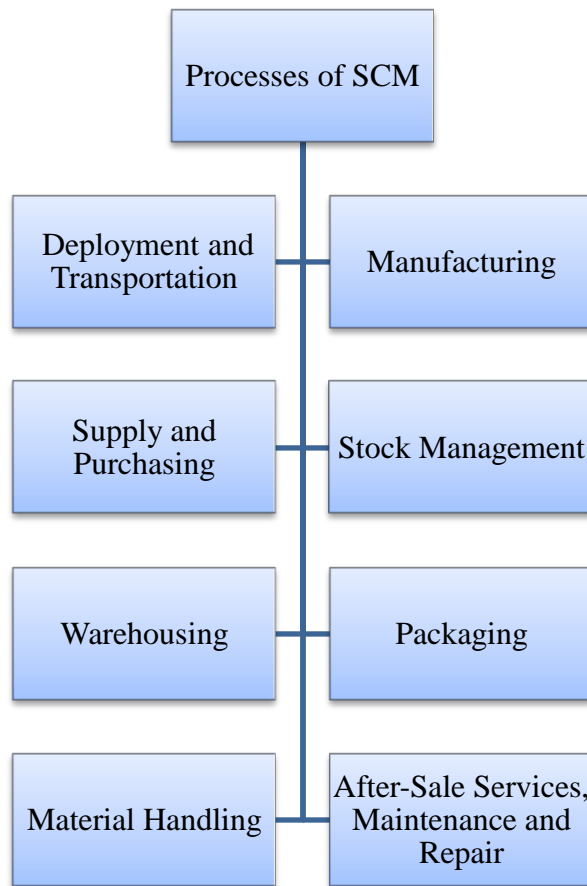 Processes of SCM
Deployment and
Transportation
Manufacturing
Supply and
Purchasing
Stock Management
Warehousing
Packaging
Material Handling
After-Sale Services,
Maintenance and
Repair